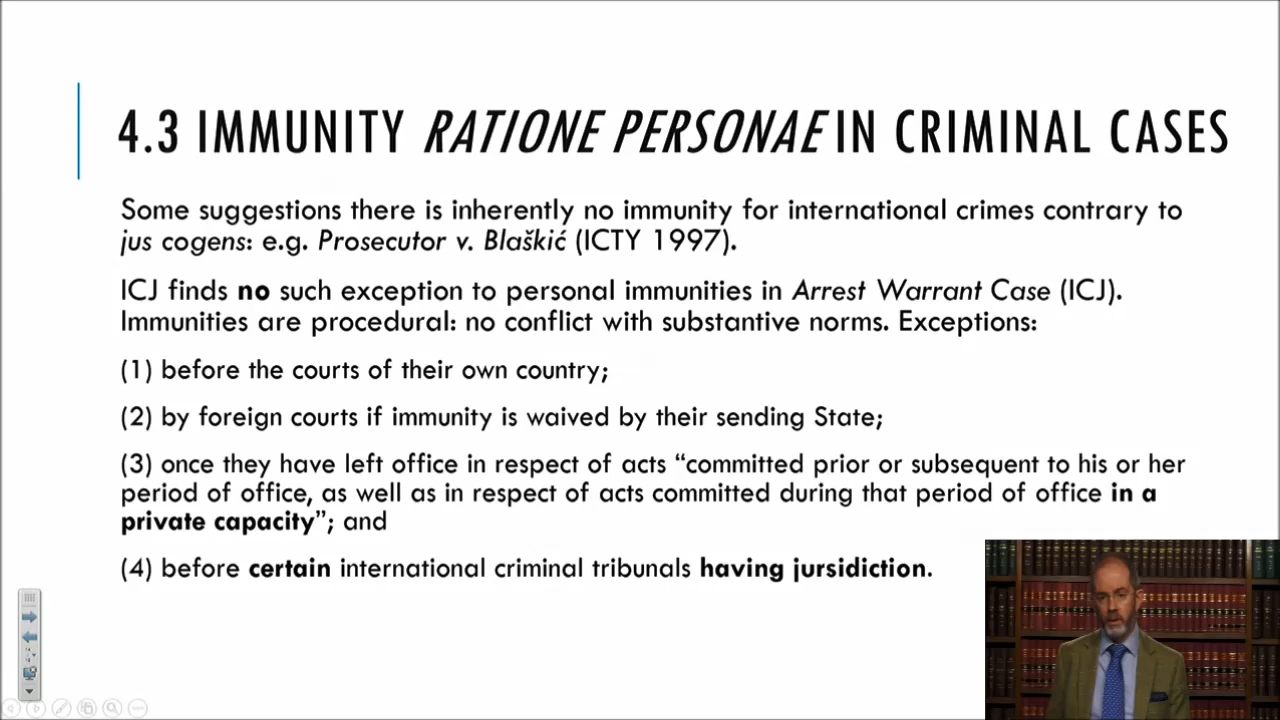 4.3 IMMUNITY RATIONE PERSONAE IN CRIMINAL CASES
Some suggestions there is inherently no immunity for international crimes contrary to
jus cogens: e.g. Prosecutor v. Blaškić (ICTY 1997).
ICJ finds no such exception to personal immunities in Arrest Warrant Case (ICJ).
Immunities are procedural: no conflict with substantive norms. Exceptions:
(1) before the courts of their own country;
(2) by foreign courts if immunity is waived by their sending State;
(3) once they have left office in respect of acts “committed prior or subsequent to his or her
period of office, as well as in respect of acts committed during that period of office in a
private capacity”; and
(4) before certain international criminal tribunals having jursidiction.